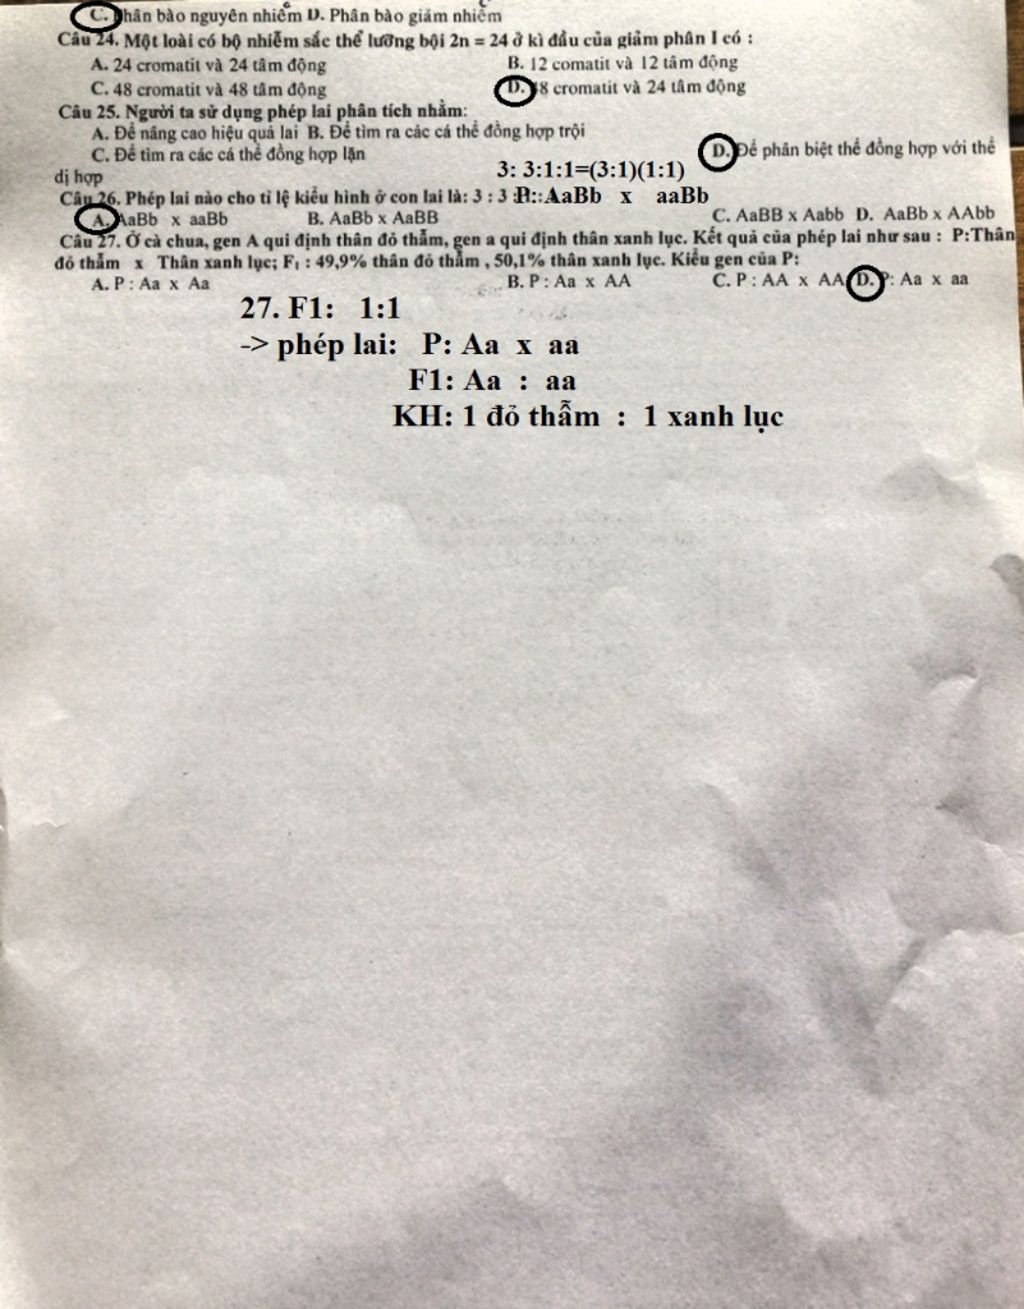 C. Phân bào nguyên nhiễm D. Phân bào giảm nhiễm
Câu 24. Một loài có bộ nhiễm sắc thể lưỡng bội 2n = 24 ở kì đầu của giảm phân I có :
A. 24 cromatit và 24 tâm động B. 12 comatit và 12 tâm động
C. 48 cromatit và 48 tâm động D. 48 cromatit và 24 tâm động
Câu 25. Người ta sử dụng phép lai phân tích nhằm:
A. Để nâng cao hiệu quả lai B. Để tìm ra các cá thể đồng hợp trội
C. Để tìm ra các cá thể đồng hợp lặn D. Để phân biệt thể đồng hợp với thể
dị hợp 3: 3:1:1=(3:1)(1:1)
Câu 26. Phép lai nào cho tỉ lệ kiểu hình ở con lai là: 3 : 3 : P: AaBb x aaBb
A. AaBb x aaBb B. AaBb x AaBB C. AaBB x Aabb D. AaBb x AAbb
Câu 27. Ở cà chua, gen A qui định thân đỏ thẫm, gen a qui định thân xanh lục. Kết quả của phép lai như sau : P:Thân
đỏ thẫm x Thân xanh lục; F₁ : 49,9% thân đỏ thẫm , 50,1% thân xanh lục. Kiểu gen của P:
A. P : Aa x Aa B. P : Aa x AA C. P : AA x AA D. P: Aa x aa
27. F1: 1:1
-> phép lai: P: Aa x aa
F1: Aa : aa
KH: 1 đỏ thẫm : 1 xanh lục